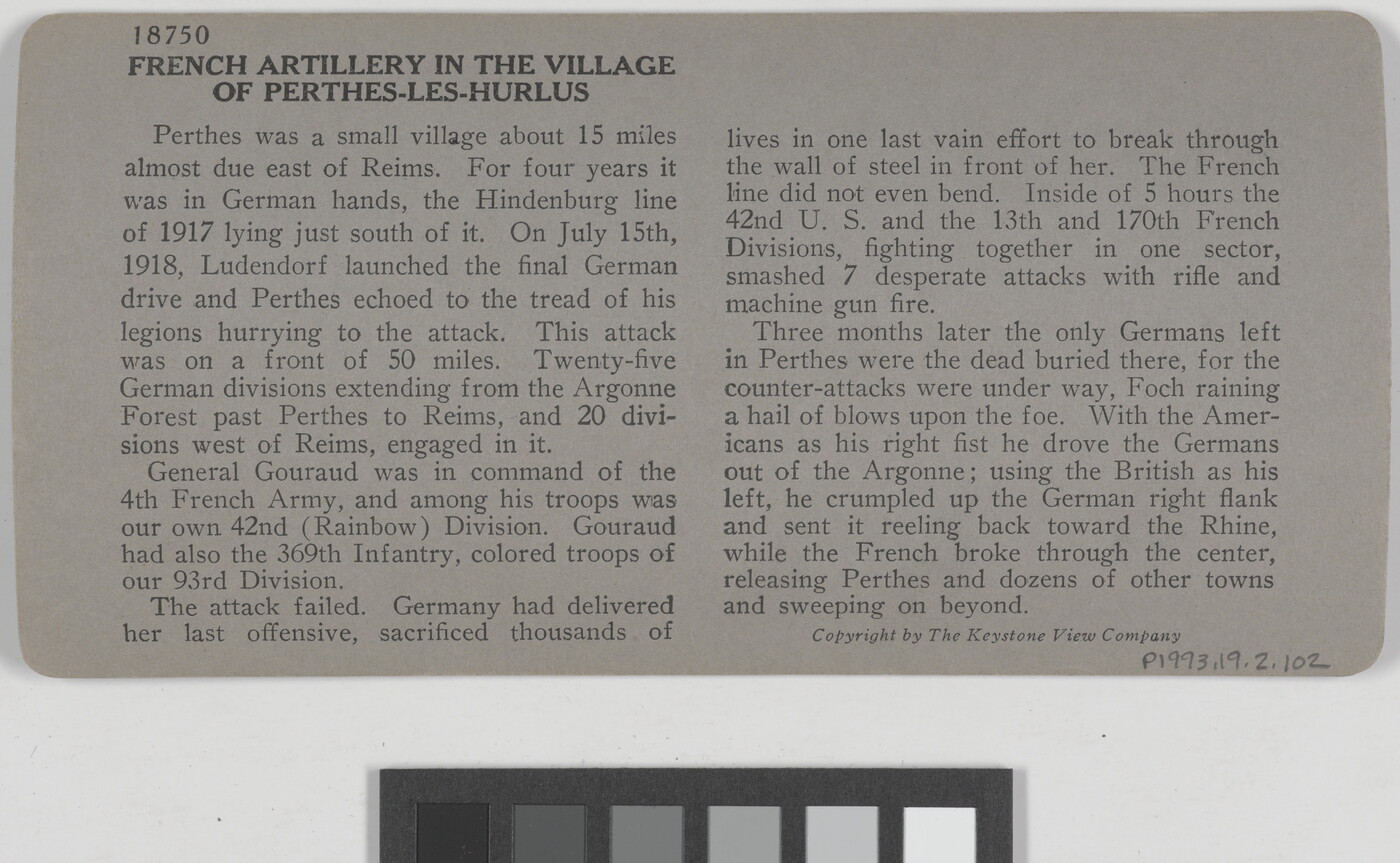 18750
FRENCH ARTILLERY IN THE VILLAGE
OF PERTHES-LES-HURLUS
Perthes was a small village about 15 miles
almost due east of Reims. For four years it
was in German hands, the Hindenburg line
of 1917 lying just south of it. On July 15th,
1918, Ludendorf launched the final German
drive and Perthes echoed to the tread of his
legions hurrying to the attack. This attack
was on a front of 50 miles. Twenty-five
German divisions extending from the Argonne
Forest past Perthes to Reims, and 20 divi-
sions west of Reims, engaged in it.
General Gouraud was in command of the
4th French Army, and among his troops was
our own 42nd (Rainbow) Division. Gouraud
had also the 369th Infantry, colored troops of
our 93rd Division.
The attack failed. Germany had delivered
her last offensive, sacrificed thousands of
lives in one last vain effort to break through
the wall of steel in front of her. The French
line did not even bend. Inside of 5 hours the
42nd U. S. and the 13th and 170th French
Divisions, fighting together in one sector,
smashed 7 desperate attacks with rifle and
machine gun fire.
Three months later the only Germans left
in Perthes were the dead buried there, for the
counter-attacks were under way, Foch raining
a hail of blows upon the foe. With the Amer-
icans as his right fist he drove the Germans
out of the Argonne; using the British as his
left, he crumpled up the German right flank
and sent it reeling back toward the Rhine,
while the French broke through the center,
releasing Perthes and dozens of other towns
and sweeping on beyond.
Copyright by The Keystone View Company
P1993.19.2.102